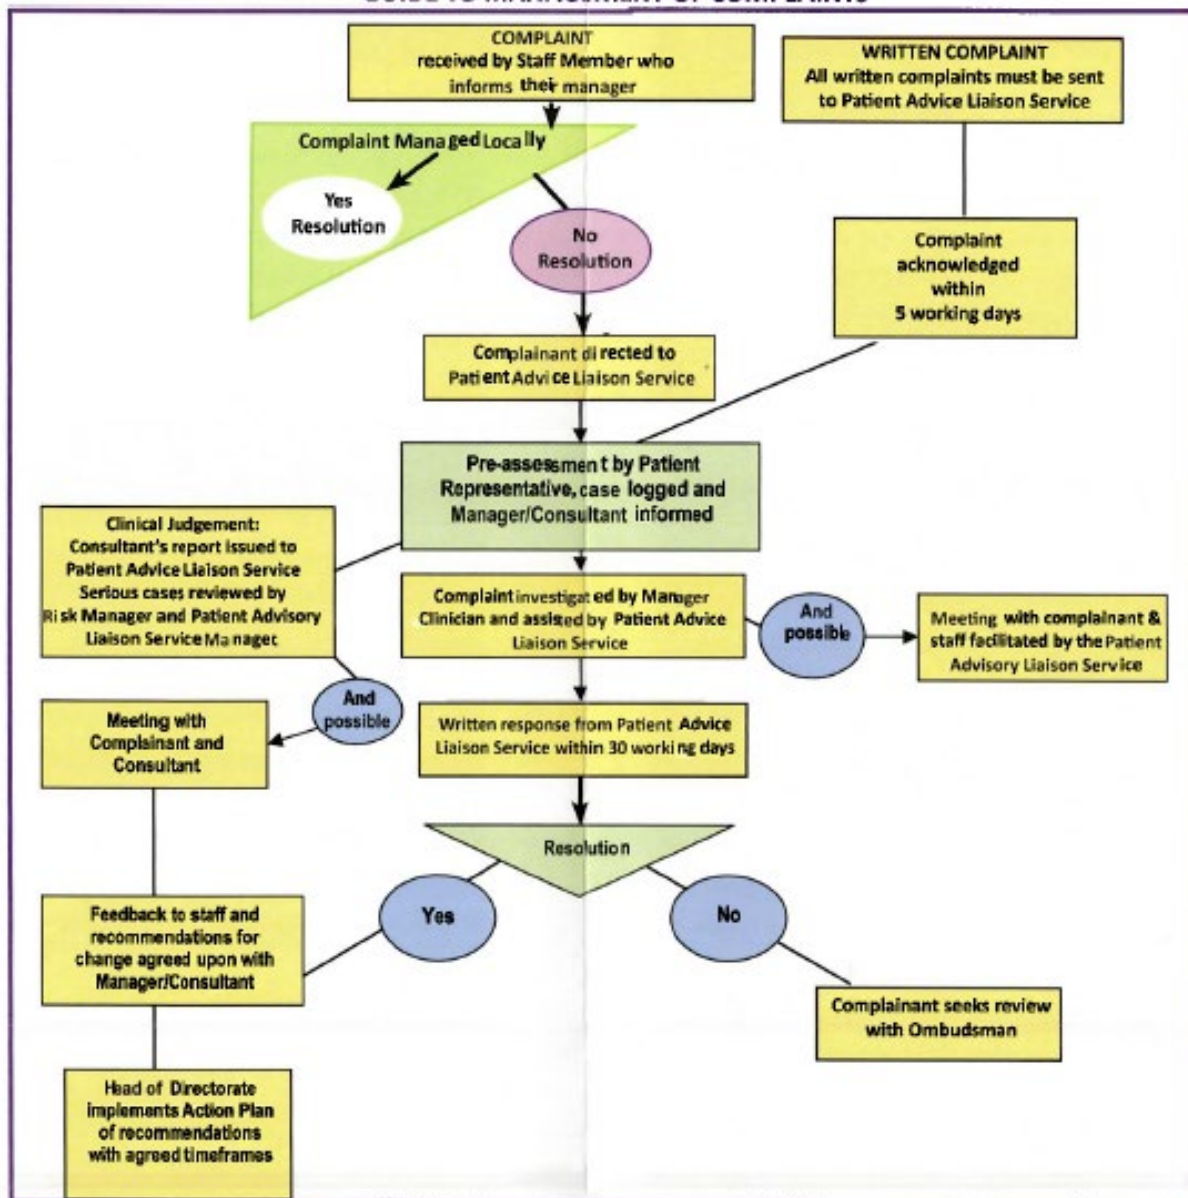 GUIDE TO MANAGEMENT OF COMPLAINTS
COMPLAINT
received by Staff Member who
informs their manager
WRITTEN COMPLAINT
All written complaints must be sent
to Patient Advice Liaison Service
Complaint Managed Locally
Yes
Resolution
No
Resolution
Complaint
acknowledged
within
5 working days
Complainant directed to
Patient Advice Liaison Service
Pre-assessment by Patient
Representative, case logged and
Manager/Consultant informed
Clinical Judgement:
Consultant's report issued to
Patient Advice Liaison Service
Serious cases reviewed by
Risk Manager and Patient Advisory
Liaison Service Manager
Complaint investigated by Manager
Clinician and assisted by Patient Advice
Liaison Service
And
possible
Meeting with complainant &
staff facilitated by the Patient
Advisory Liaison Service
And
possible
Meeting with
Complainant and
Consultant
Written response from Patient Advice
Liaison Service within 30 working days
Resolution
Yes
No
Feedback to staff and
recommendations for
change agreed upon with
Manager/Consultant
Complainant seeks review
with Ombudsman
Head of Directorate
implements Action Plan
of recommendations
with agreed timeframes